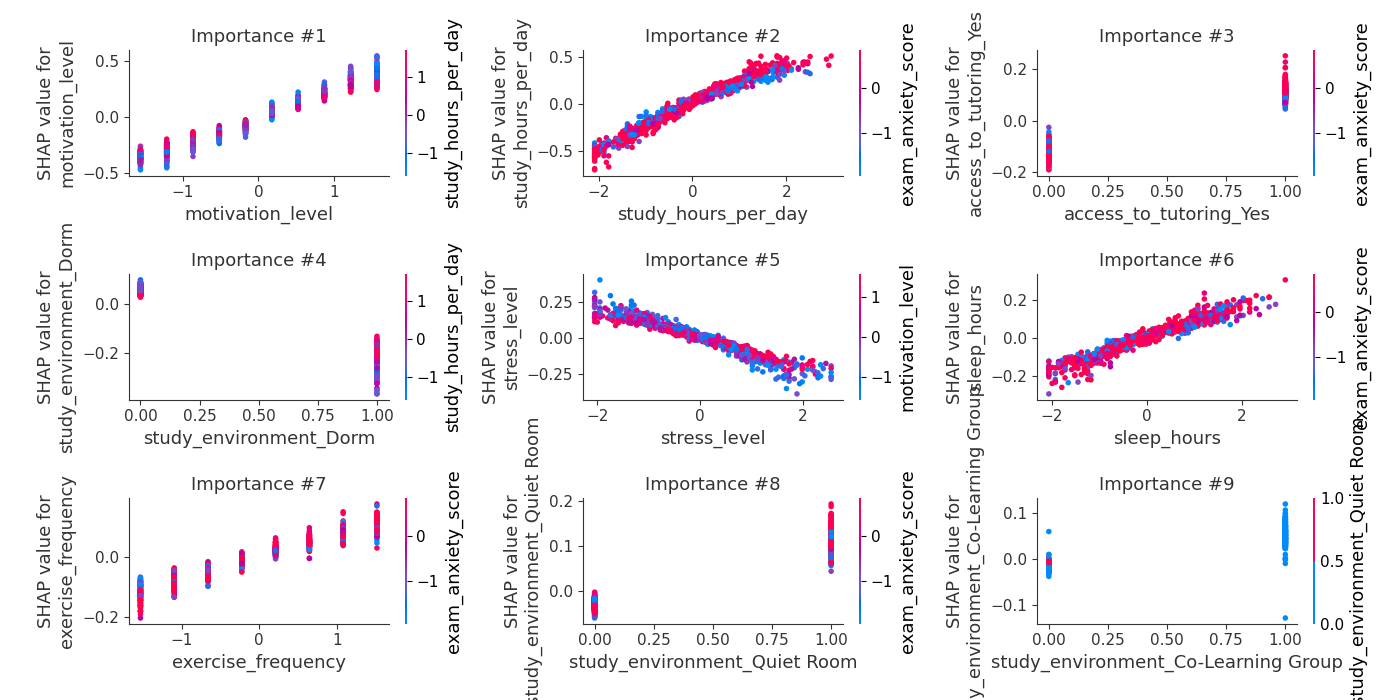 Importance #1
SHAP value for
motivation_level
0.5
0.0
−0.5
−1
0
1
motivation_level
1
0
−1
study_hours_per_day
Importance #2
SHAP value for
study_hours_per_day
0.5
0.0
−0.5
−2
0
2
study_hours_per_day
0
−1
exam_anxiety_score
Importance #3
SHAP value for
access_to_tutoring_Yes
0.2
0.0
−0.2
0.00 0.25 0.50 0.75 1.00
access_to_tutoring_Yes
0
−1
exam_anxiety_score
Importance #4
SHAP value for
study_environment_Dorm
0.0
−0.2
0.00 0.25 0.50 0.75 1.00
study_environment_Dorm
1
0
−1
study_hours_per_day
Importance #5
SHAP value for
stress_level
0.25
0.00
−0.25
−2
0
2
stress_level
1
0
−1
motivation_level
Importance #6
SHAP value for
sleep_hours
0.2
0.0
−0.2
−2
0
2
sleep_hours
0
−1
exam_anxiety_score
Importance #7
SHAP value for
exercise_frequency
0.0
−0.2
−1
0
1
exercise_frequency
0
−1
exam_anxiety_score
Importance #8
SHAP value for
study_environment_Quiet Room
0.2
0.1
0.0
0.00 0.25 0.50 0.75 1.00
study_environment_Quiet Room
0
−1
exam_anxiety_score
Importance #9
SHAP value for
y_environment_Co-Learning Group
0.1
0.0
−0.1
0.00 0.25 0.50 0.75 1.00
study_environment_Co-Learning Group
1.0
0.5
0.0
study_environment_Quiet Room